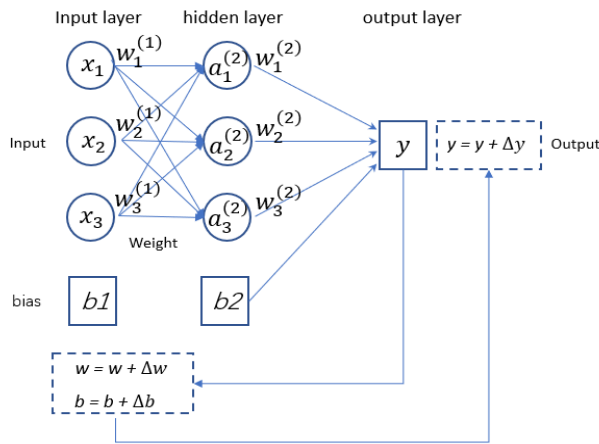 Input layer hidden layer output layer
x₁ w₁⁽¹⁾ a₁⁽²⁾ w₁⁽²⁾
Input x₂ w₂⁽¹⁾ a₂⁽²⁾ w₂⁽²⁾ y y = y + Δy Output
x₃ w₃⁽¹⁾ a₃⁽²⁾ w₃⁽²⁾
Weight
bias b1 b2
w = w + Δw
b = b + Δb